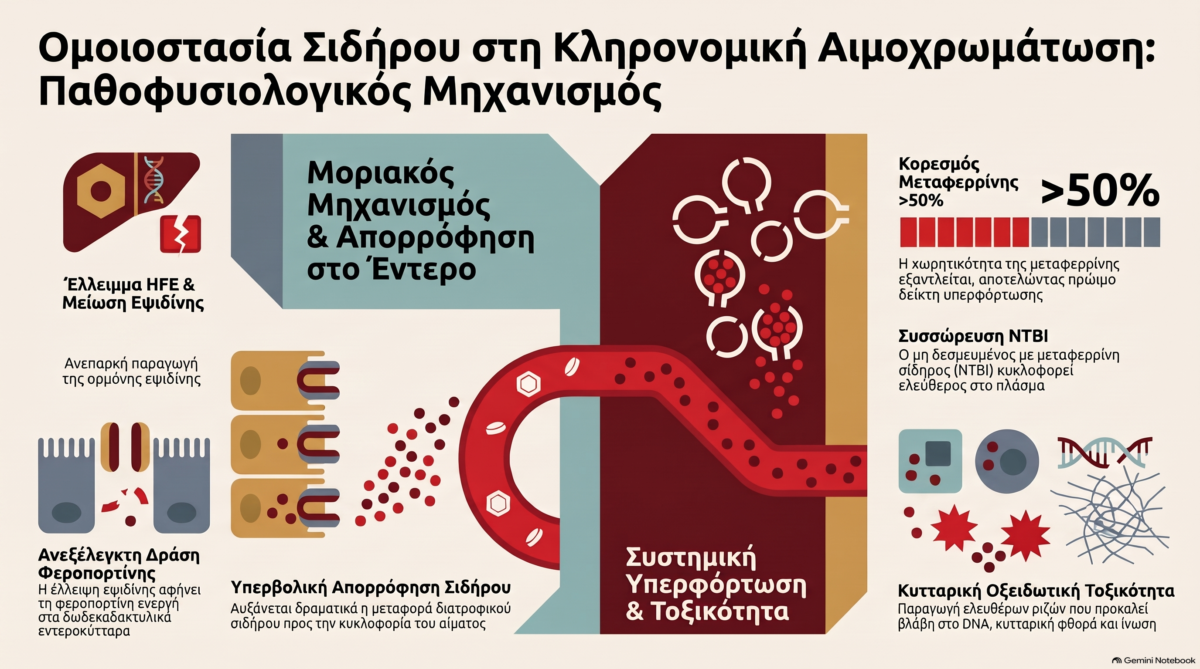 Ομοιοστασία Σιδήρου στη Κληρονομική Αιμοχρωμάτωση:
Παθοφυσιολογικός Μηχανισμός
Έλλειμμα HFE &
Μείωση Εψιδίνης
Ανεπαρκή παραγωγή
της ορμόνης εψιδίνης
Ανεξέλεγκτη Δράση
Φεροπορτίνης
Η έλλειψη εψιδίνης αφήνει
τη φεροπορτίνη ενεργή
στα δωδεκαδακτυλικά
εντεροκύτταρα
Μοριακός
Μηχανισμός
& Απορρόφηση
στο Έντερο
Υπερβολική Απορρόφηση Σιδήρου
Αυξάνεται δραματικά η μεταφορά διατροφικού
σιδήρου προς την κυκλοφορία του αίματος
Συστημική
Υπερφόρτωση
& Τοξικότητα
Κορεσμός
Μεταφερρίνης
>50%
>50%
Η χωρητικότητα της μεταφερρίνης
εξαντλείται, αποτελώντας πρώιμο
δείκτη υπερφόρτωσης
Συσσώρευση NTBI
Ο μη δεσμευμένος με μεταφερρίνη
σίδηρος (NTBI) κυκλοφορεί
ελεύθερος στο πλάσμα
Κυτταρική Οξειδωτική Τοξικότητα
Παραγωγή ελευθέρων ριζών που προκαλεί
βλάβη στο DNA, κυτταρική φθορά και ίνωση
Gemini Notebook